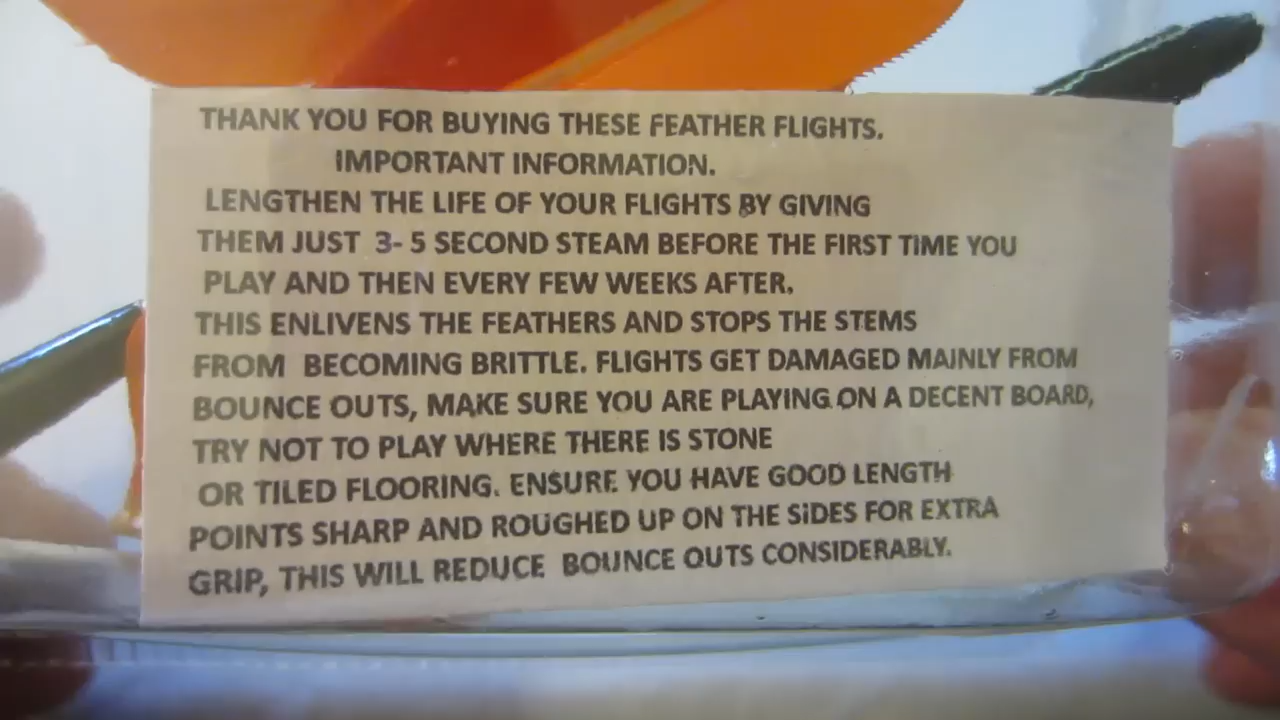 THANK YOU FOR BUYING THESE FEATHER FLIGHTS.
IMPORTANT INFORMATION.
LENGTHEN THE LIFE OF YOUR FLIGHTS BY GIVING
THEM JUST 3- 5 SECOND STEAM BEFORE THE FIRST TIME YOU
PLAY AND THEN EVERY FEW WEEKS AFTER.
THIS ENLIVENS THE FEATHERS AND STOPS THE STEMS
FROM BECOMING BRITTLE. FLIGHTS GET DAMAGED MAINLY FROM
BOUNCE OUTS, MAKE SURE YOU ARE PLAYING ON A DECENT BOARD,
TRY NOT TO PLAY WHERE THERE IS STONE
OR TILED FLOORING. ENSURE YOU HAVE GOOD LENGTH
POINTS SHARP AND ROUGHED UP ON THE SIDES FOR EXTRA
GRIP, THIS WILL REDUCE BOUNCE OUTS CONSIDERABLY.